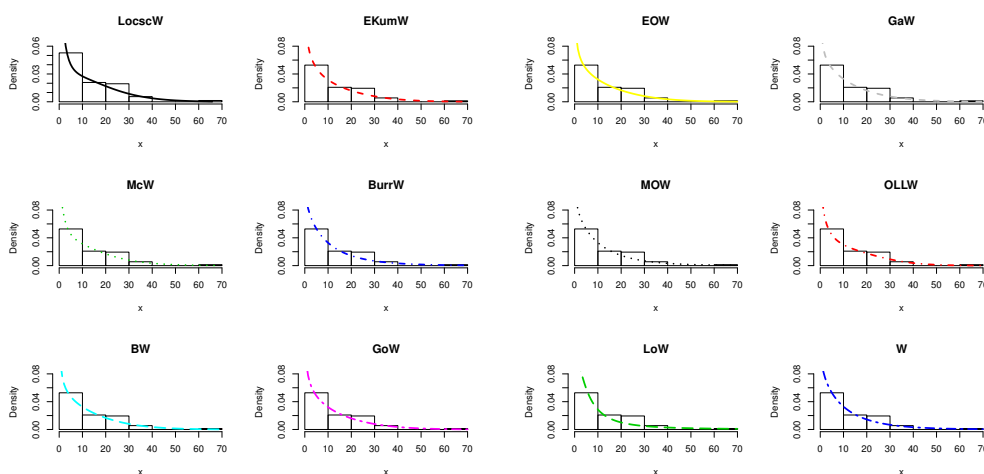 LocscW EKumW EOW GaW
Density 0.00 0.03 0.06 Density 0.00 0.04 0.08 Density 0.00 0.04 0.08 Density 0.00 0.04 0.08
0 10 20 30 40 50 60 70 0 10 20 30 40 50 60 70 0 10 20 30 40 50 60 70 0 10 20 30 40 50 60 70
x x x x
McW BurrW MOW OLLW
Density 0.00 0.04 0.08 Density 0.00 0.04 0.08 Density 0.00 0.04 0.08 Density 0.00 0.04 0.08
0 10 20 30 40 50 60 70 0 10 20 30 40 50 60 70 0 10 20 30 40 50 60 70 0 10 20 30 40 50 60 70
x x x x
BW GoW LoW W
Density 0.00 0.04 0.08 Density 0.00 0.04 0.08 Density 0.00 0.04 0.08 Density 0.00 0.04 0.08
0 10 20 30 40 50 60 70 0 10 20 30 40 50 60 70 0 10 20 30 40 50 60 70 0 10 20 30 40 50 60 70
x x x x